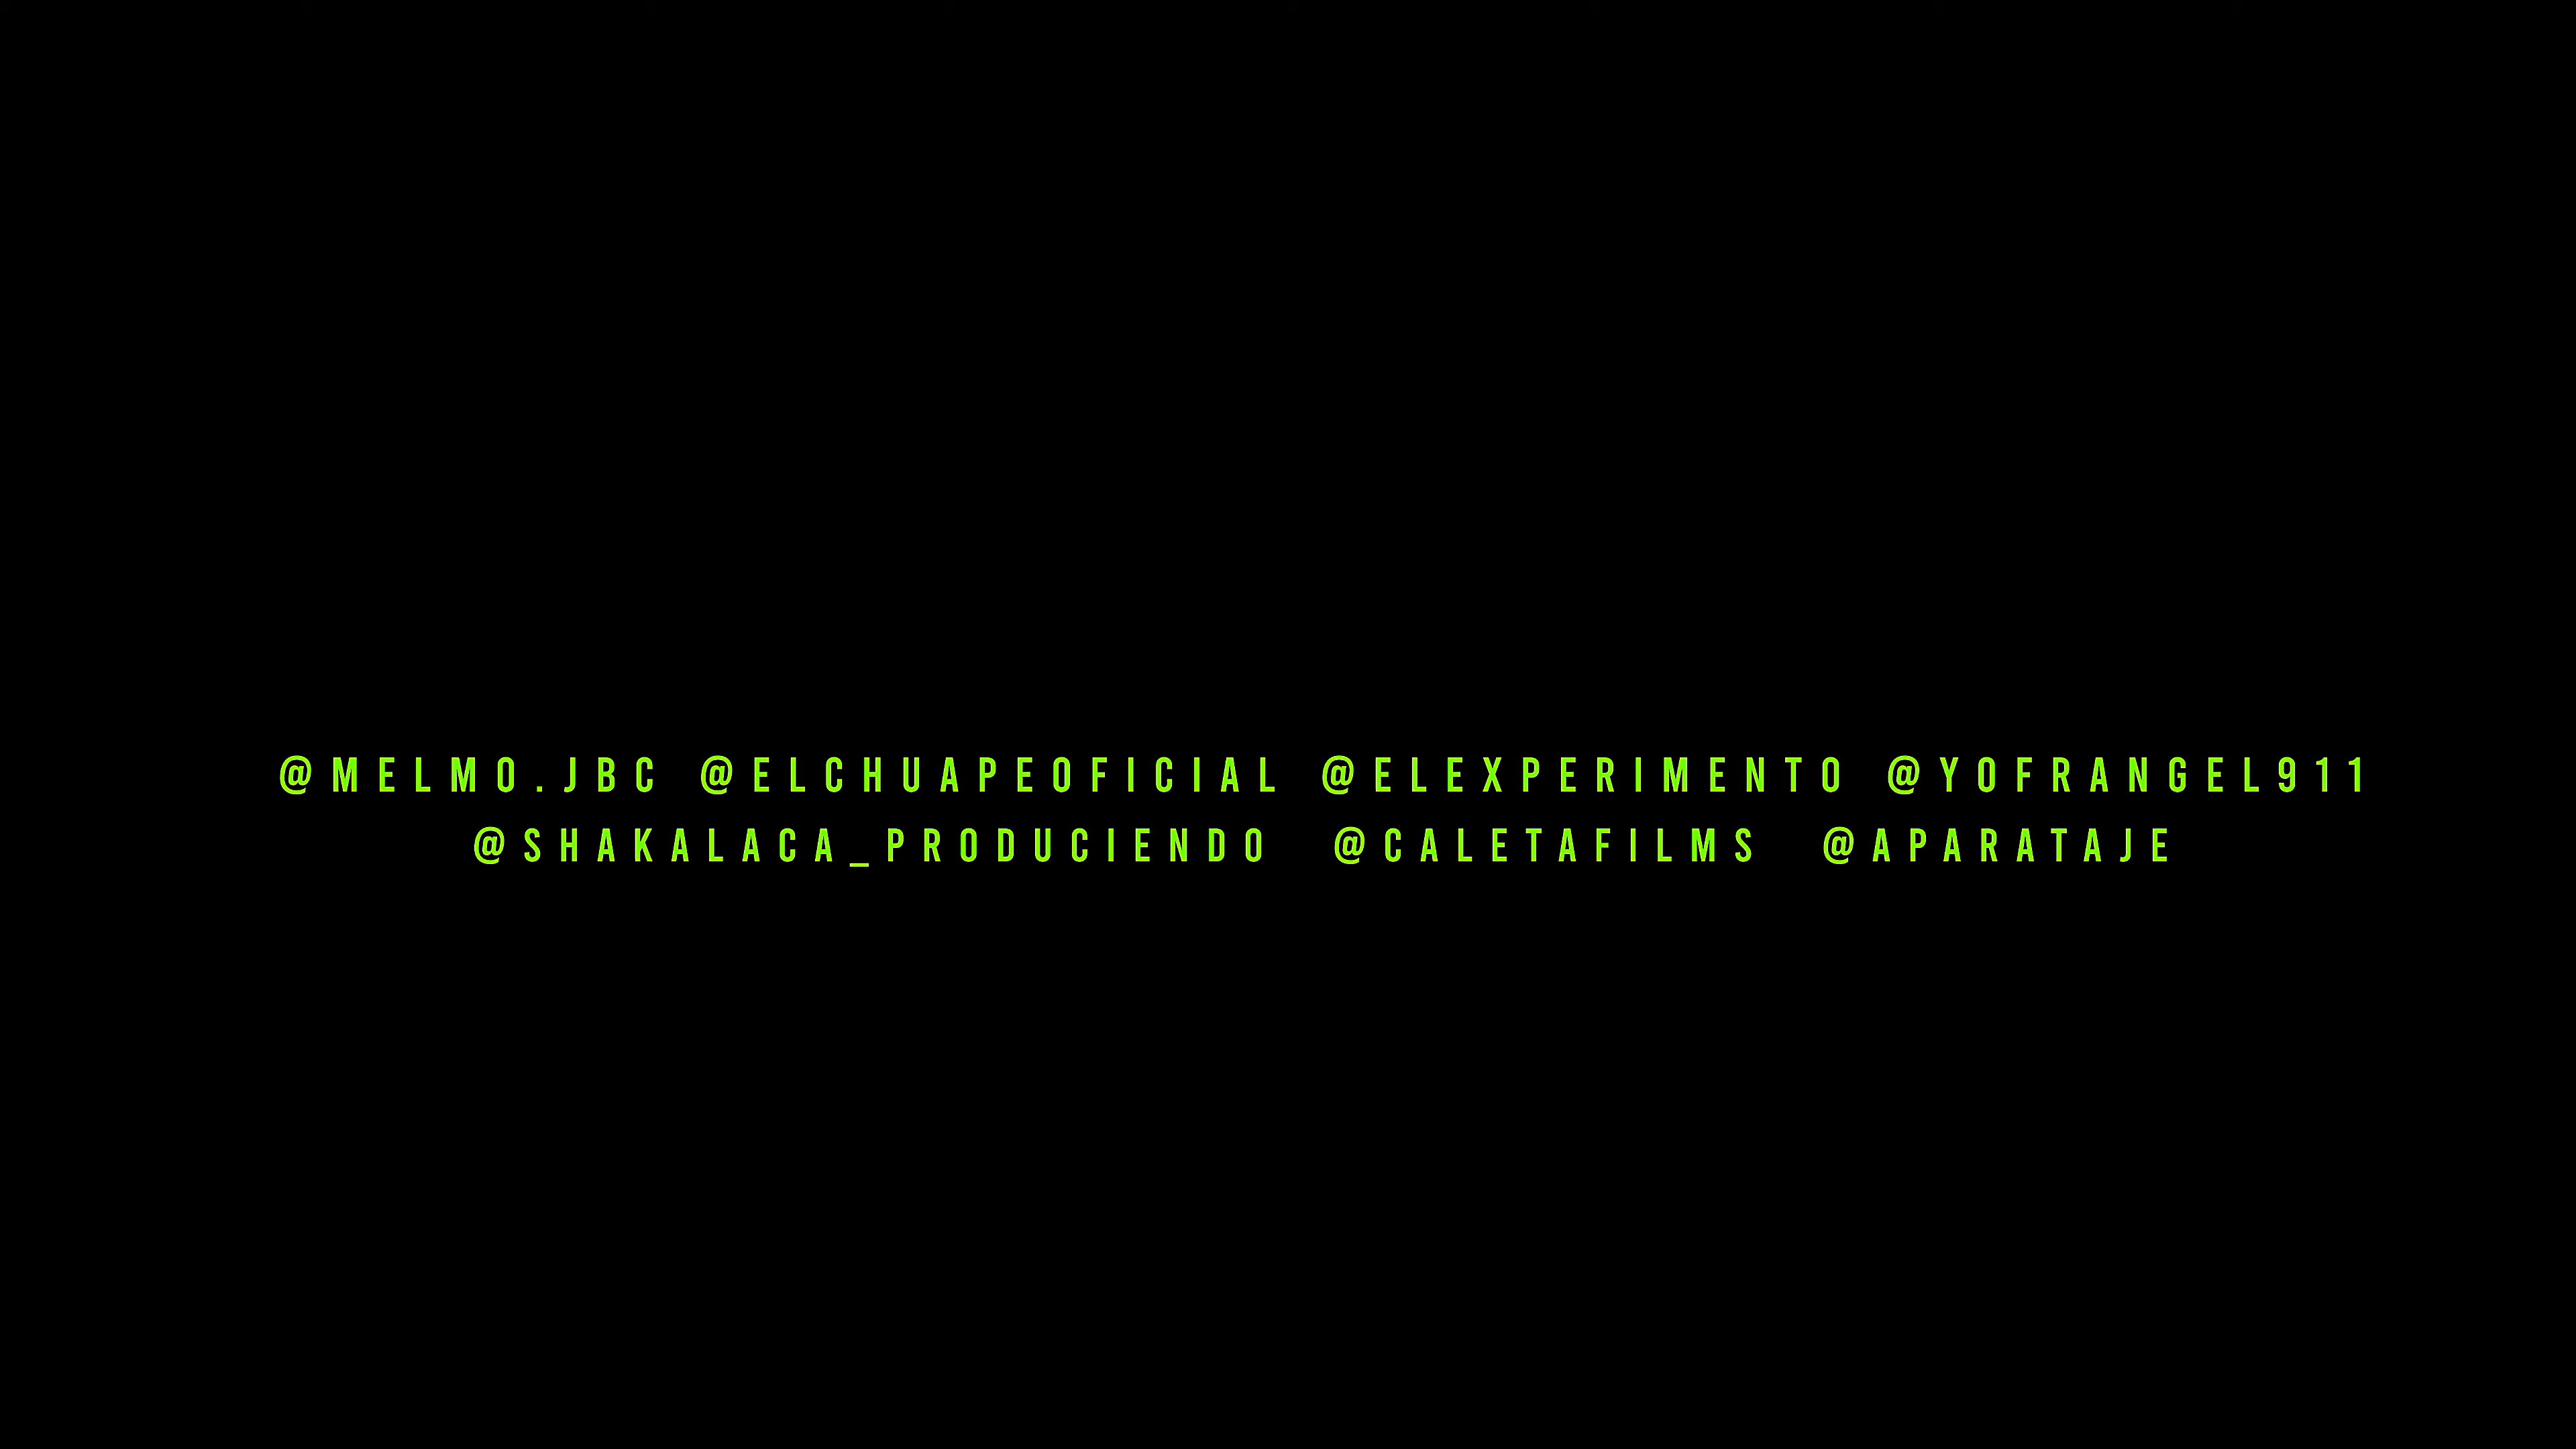 @MELMO.JBC @ELCHUAPEOFICIAL @ELEXPERIMENTO @YOFRANGEL911
@SHAKALACA_PRODUCIENDO @CALETAFILMS @APARATAJE